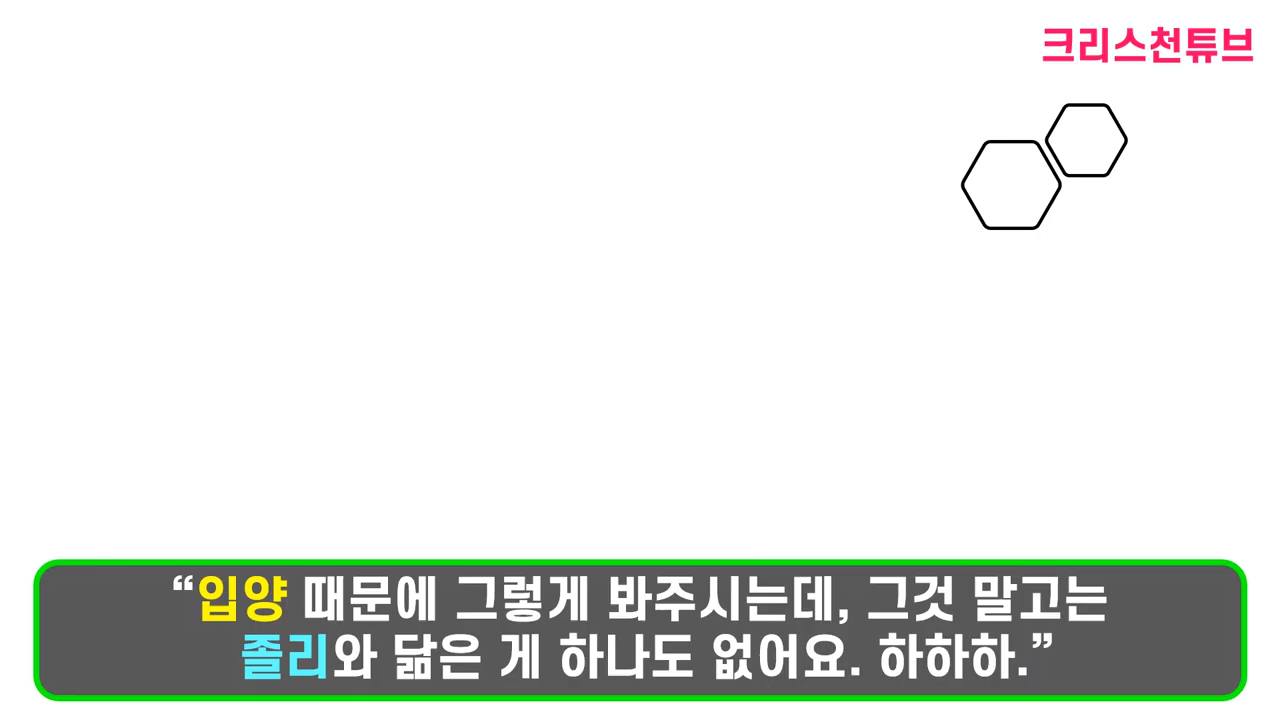 크리스천튜브
“입양 때문에 그렇게 봐주시는데, 그것 말고는
졸리와 닮은 게 하나도 없어요. 하하하.”